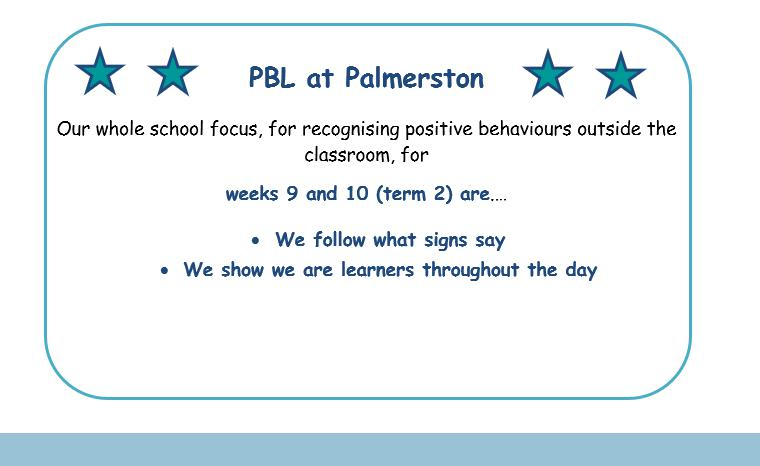 PBL at Palmerston
Our whole school focus, for recognising positive behaviours outside the
classroom, for
weeks 9 and 10 (term 2) are....
• We follow what signs say
• We show we are learners throughout the day